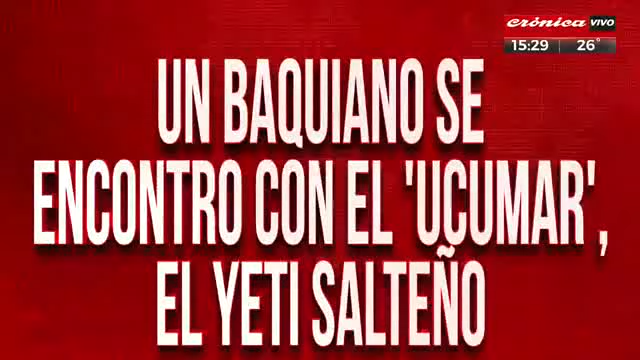 crónica VIVO
15:29 26°
UN BAQUIANO SE
ENCONTRO CON EL 'UCUMAR',
EL YETI SALTEÑO